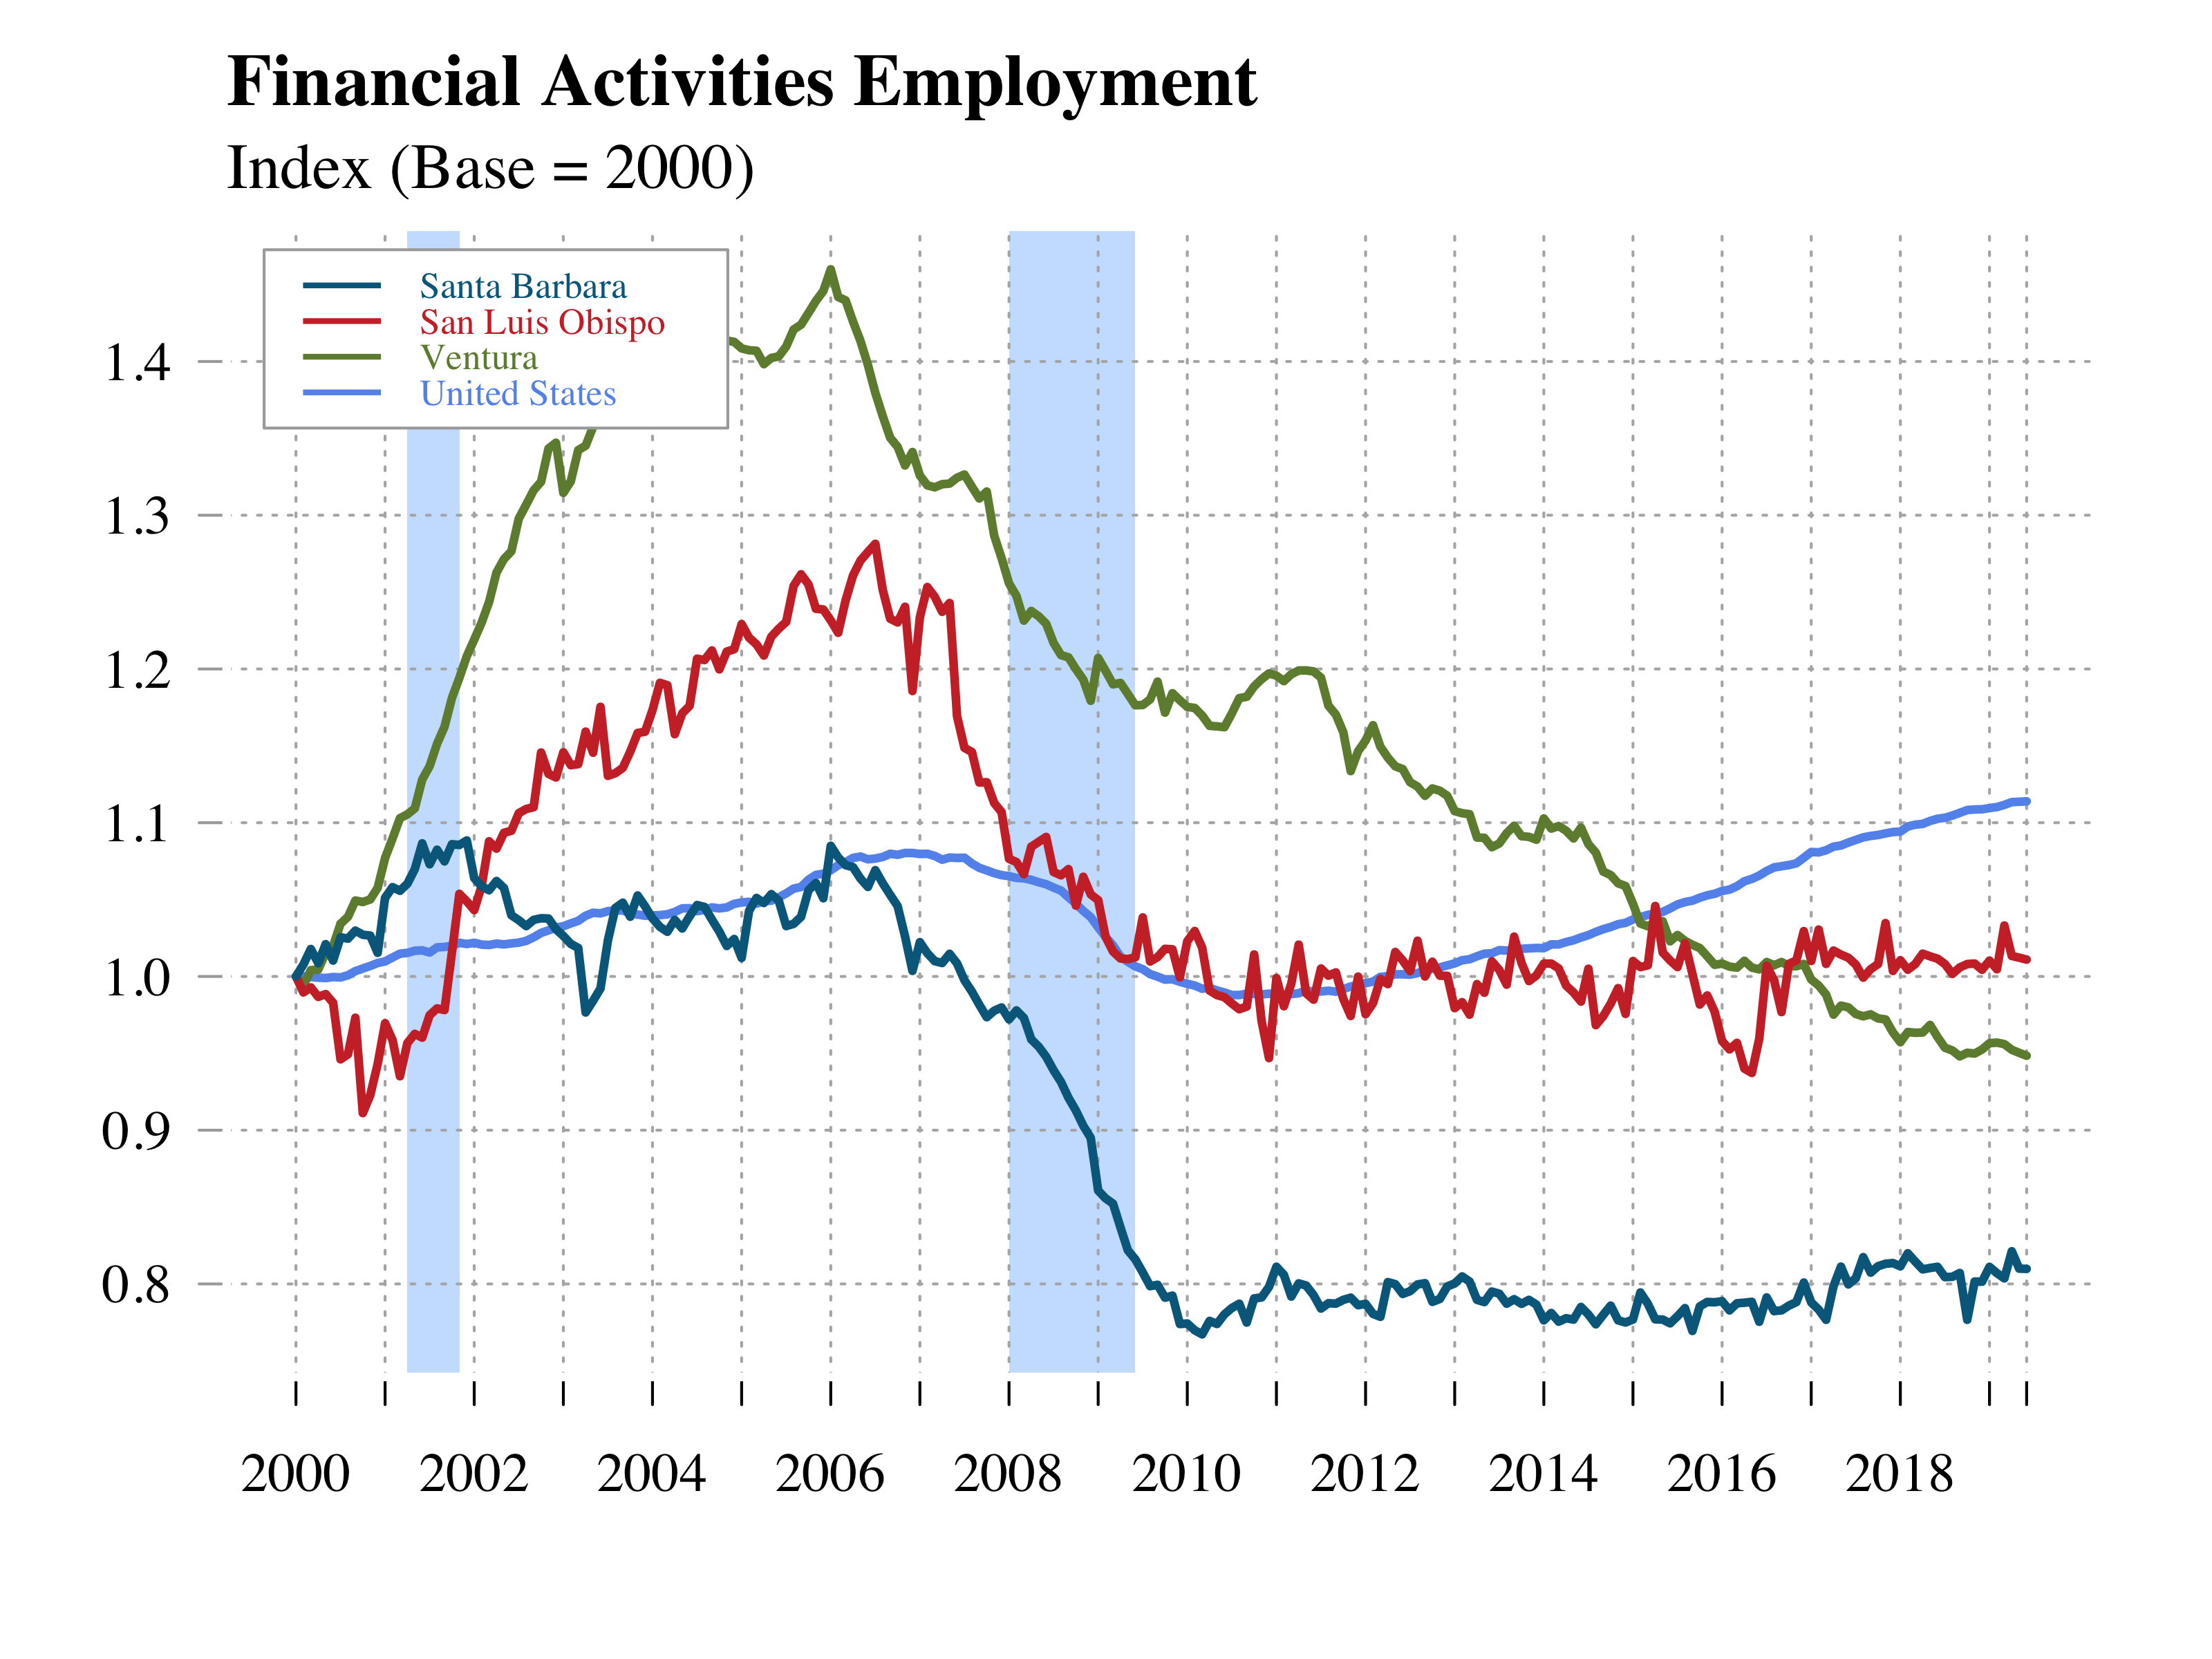 Financial Activities Employment
Index (Base = 2000)
Santa Barbara
San Luis Obispo
Ventura
United States
1.4
1.3
1.2
1.1
1.0
0.9
0.8
2000 2002 2004 2006 2008 2010 2012 2014 2016 2018